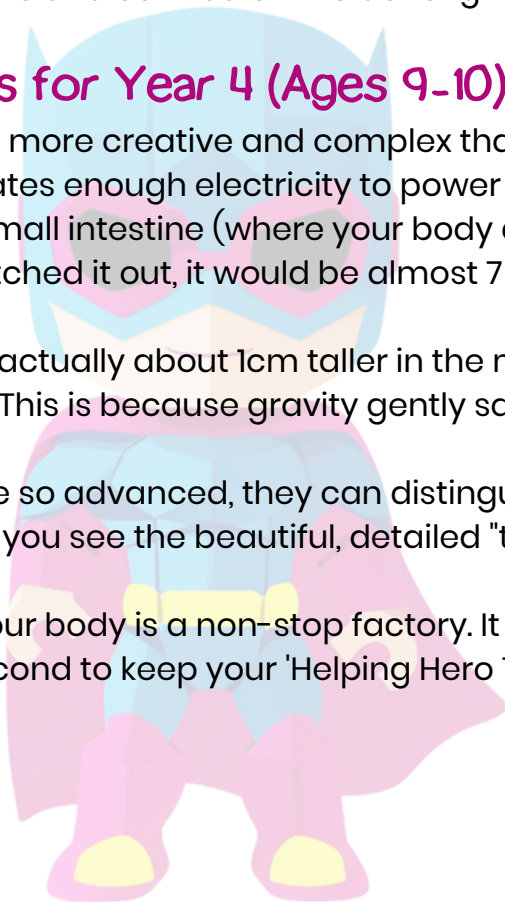 s for Year 4 (Ages 9-10)
more creative and complex tha
ates enough electricity to power
mall intestine (where your body
tched it out, it would be almost 7
actually about 1cm taller in the
This is because gravity gently
e so advanced, they can distingu
you see the beautiful, detailed "t
our body is a non-stop factory. It
cond to keep your 'Helping Hero